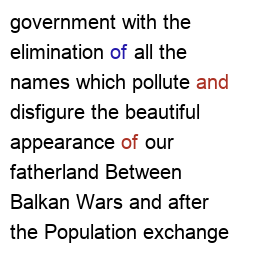 government with the
elimination of all the
names which pollute and
disfigure the beautiful
appearance of our
fatherland Between
Balkan Wars and after
the Population exchange